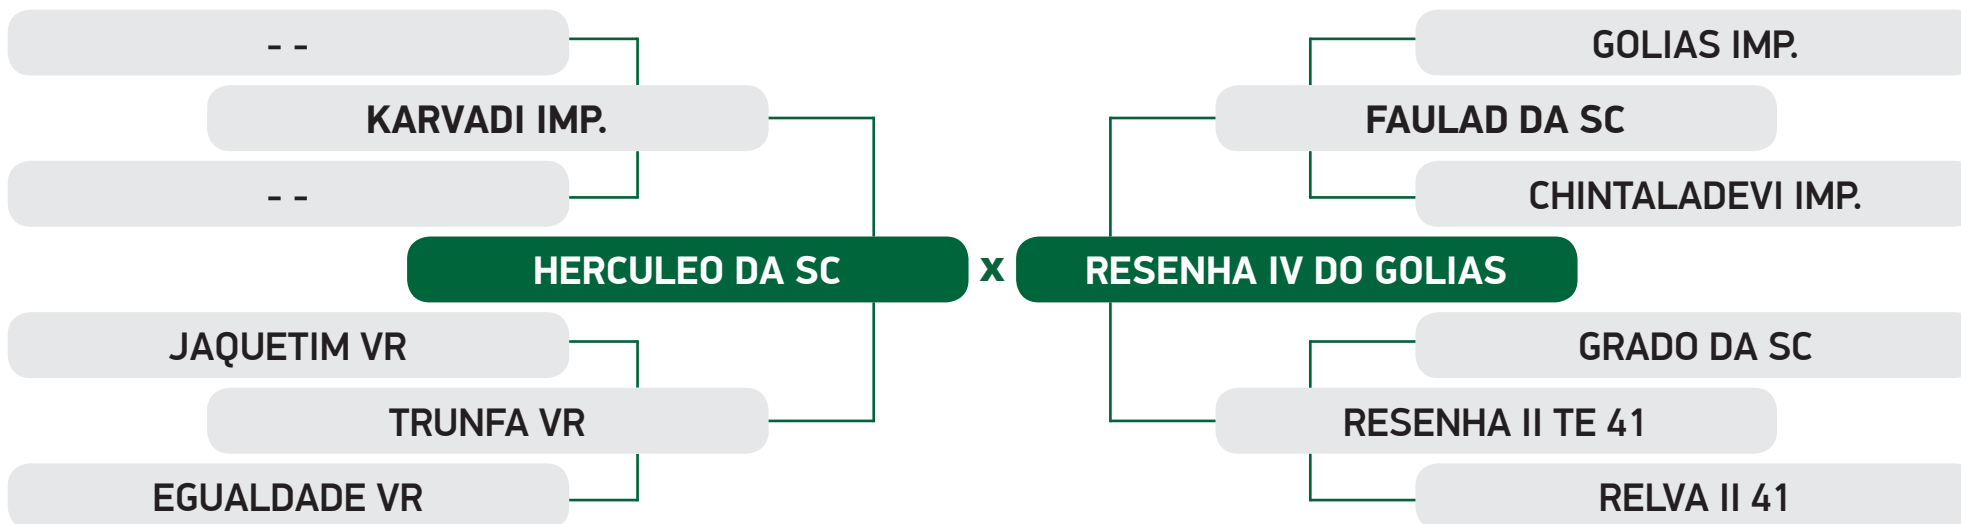 - -
GOLIAS IMP.
KARVADI IMP.
FAULAD DA SC
- -
CHINTALADEVI IMP.
HERCULEO DA SC x RESENHA IV DO GOLIAS
JAQUETIM VR
GRADO DA SC
TRUNFA VR
RESENHA II TE 41
EGUALDADE VR
RELVA II 41